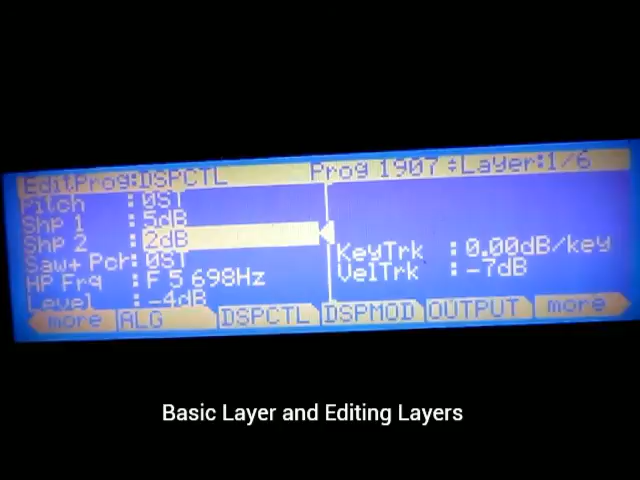 EditProg:DSPCTL Prog 1907 Layer:1/6
Pitch :0ST
Shp 1 :5dB
Shp 2 :2dB
KeyTrk :0.00dB/key
Saw+ Pch:0ST
VelTrk :-7dB
HP Frq :F 5 698Hz
Level :-4dB
more ALG DSPCTL DSPMOD OUTPUT more
Basic Layer and Editing Layers